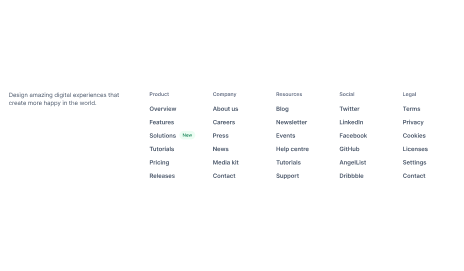 Design amazing digital experiences that
create more happy in the world.
Product
Overview
Features
Solutions New
Tutorials
Pricing
Releases
Company
About us
Careers
Press
News
Media kit
Contact
Resources
Blog
Newsletter
Events
Help centre
Tutorials
Support
Social
Twitter
LinkedIn
Facebook
GitHub
AngelList
Dribbble
Legal
Terms
Privacy
Cookies
Licenses
Settings
Contact